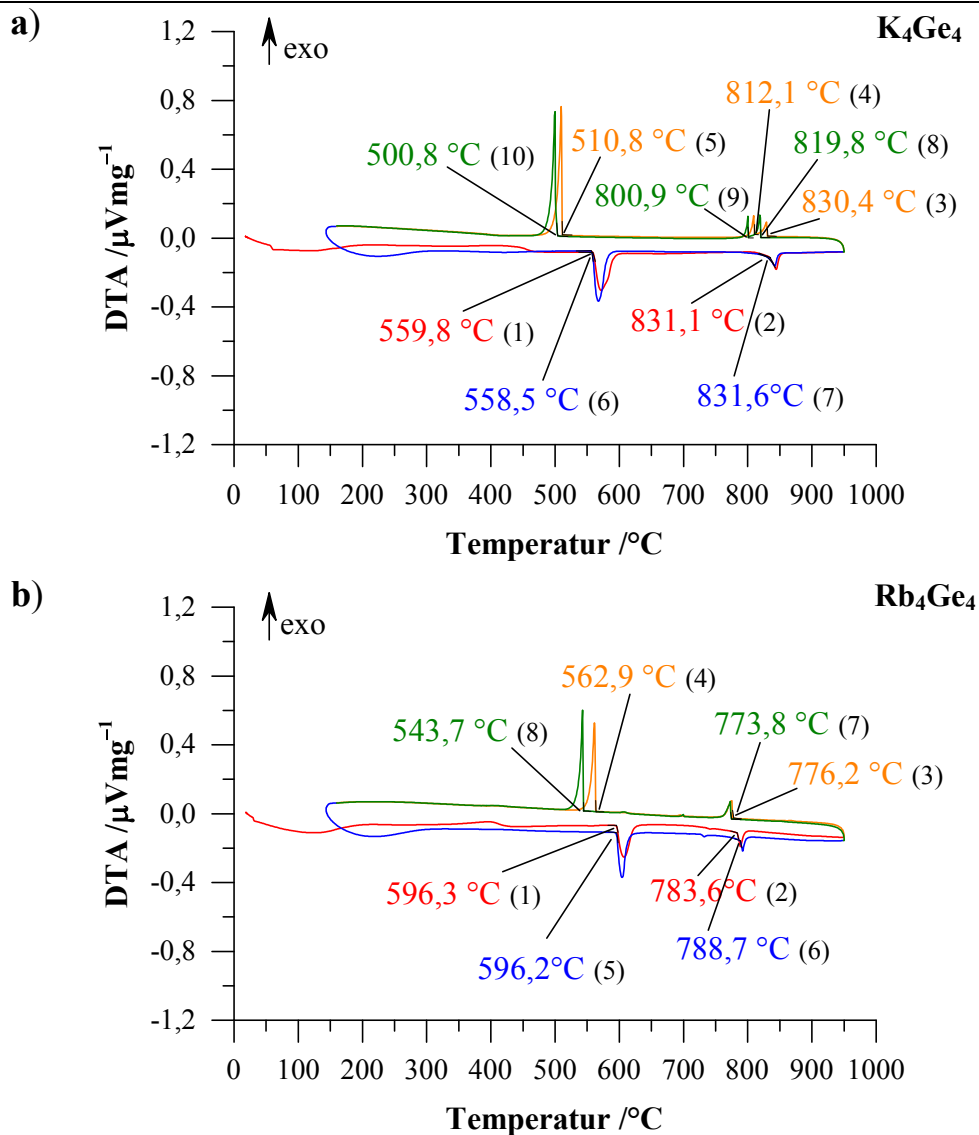 a)
K₄Ge₄
exo
1,2
0,8
0,4
0,0
-0,4
-0,8
-1,2
DTA /µVmg⁻¹
812,1 °C (4)
500,8 °C (10)
510,8 °C (5)
819,8 °C (8)
800,9 °C (9)
830,4 °C (3)
559,8 °C (1)
831,1 °C (2)
558,5 °C (6)
831,6°C (7)
0 100 200 300 400 500 600 700 800 900 1000
Temperatur /°C
b)
Rb₄Ge₄
exo
1,2
0,8
0,4
0,0
-0,4
-0,8
-1,2
DTA /µVmg⁻¹
562,9 °C (4)
543,7 °C (8)
773,8 °C (7)
776,2 °C (3)
596,3 °C (1)
783,6°C (2)
596,2°C (5)
788,7 °C (6)
0 100 200 300 400 500 600 700 800 900 1000
Temperatur /°C